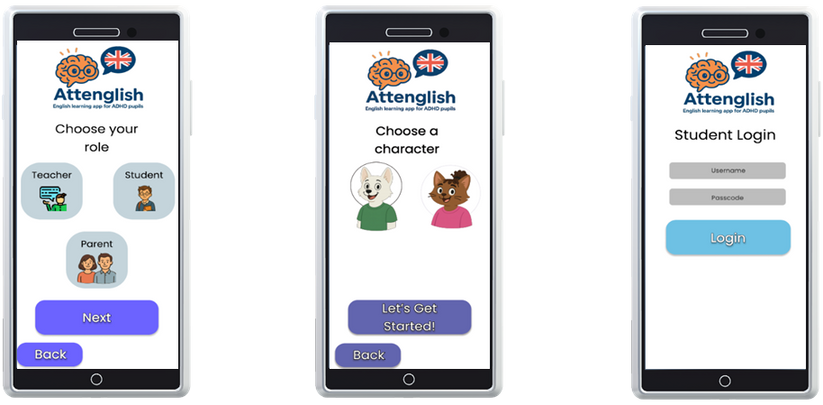 Attenglish
English learning app for ADHD pupils
Choose your
role
Teacher
Student
Parent
Next
Back
Attenglish
English learning app for ADHD pupils
Choose a
character
Let's Get
Started!
Back
Attenglish
English learning app for ADHD pupils
Student Login
Username
Passcode
Login